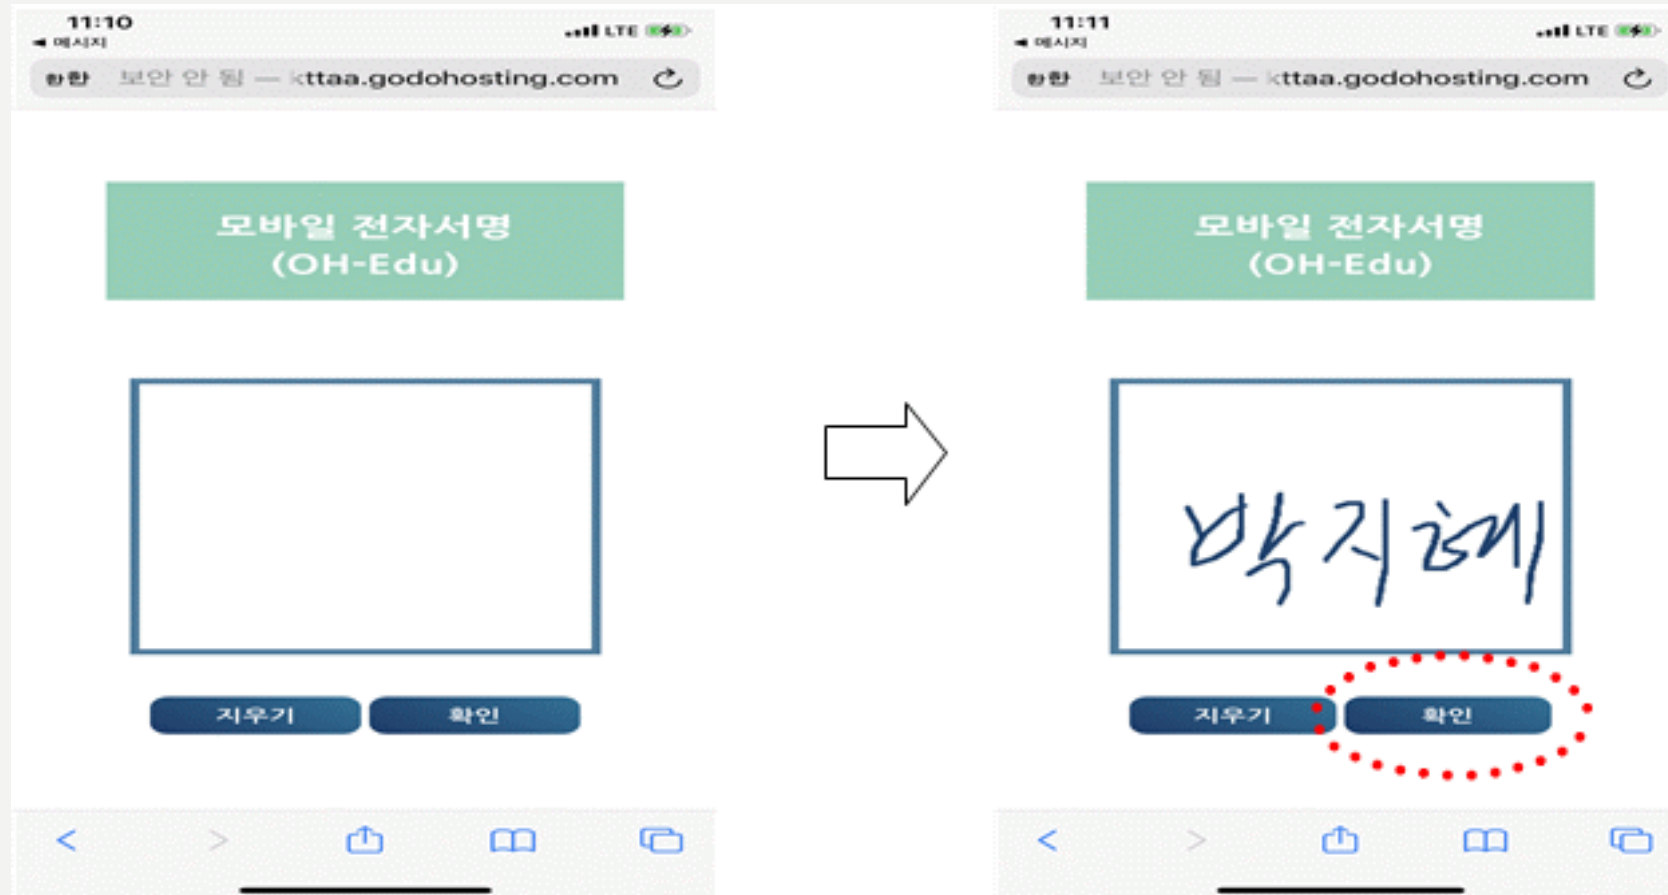 11:10
LTE
◀ 메시지
보안 안 됨 — kttaa.godohosting.com
모바일 전자서명
(OH-Edu)
지우기
확인
11:11
LTE
◀ 메시지
보안 안 됨 — kttaa.godohosting.com
모바일 전자서명
(OH-Edu)
박지혜
지우기
확인